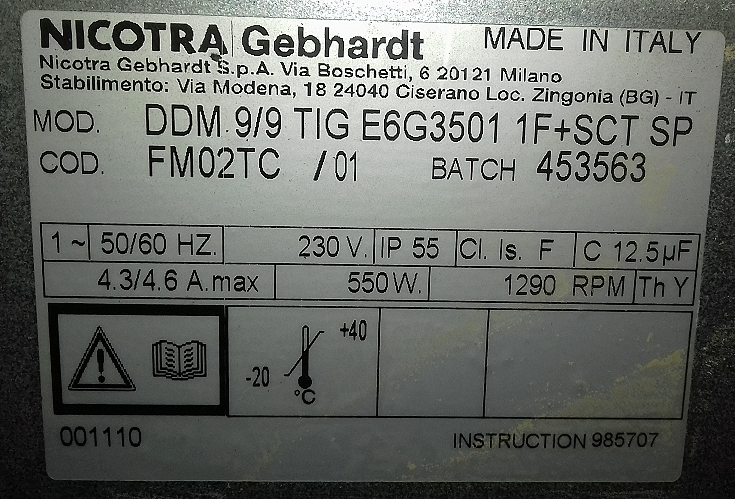 NICOTRA Gebhardt MADE IN ITALY
Nicotra Gebhardt S.p.A. Via Boschetti, 6 20121 Milano
Stabilimento: Via Modena, 18 24040 Ciserano Loc. Zingonia (BG) - IT
MOD. DDM 9/9 TIG E6G3501 1F+SCT SP
COD. FM02TC /01 BATCH 453563
1 ~ 50/60 HZ. 230 V. IP 55 Cl. Is. F C 12.5µF
4.3/4.6 A.max 550W. 1290 RPM Th Y
+40
-20
°C
001110 INSTRUCTION 985707